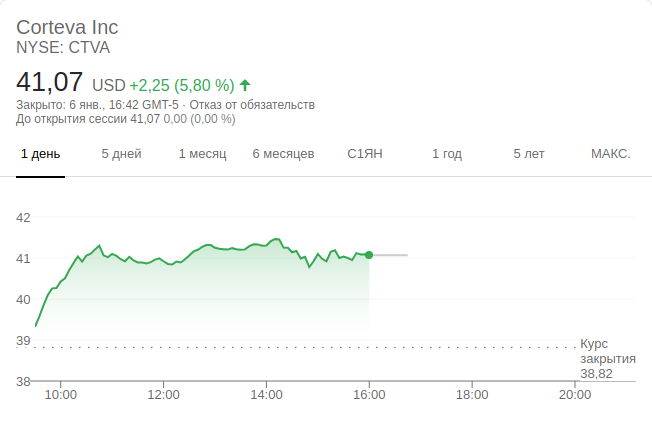 Corteva Inc
NYSE: CTVA
41,07 USD +2,25 (5,80 %)
Закрыто: 6 янв., 16:42 GMT-5 · Отказ от обязательств
До открытия сессии 41,07 0,00 (0,00 %)
1 день 5 дней 1 месяц 6 месяцев С1ЯН 1 год 5 лет МАКС.
42
41
40
39
Курс
закрытия
38,82
38
10:00 12:00 14:00 16:00 18:00 20:00